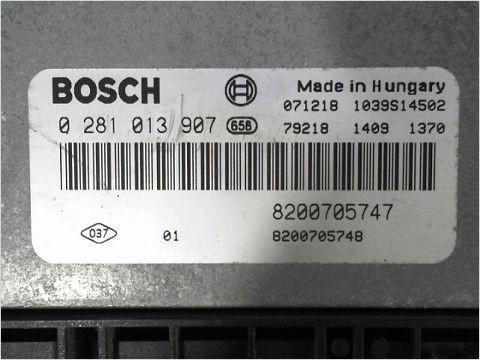 BOSCH Made in Hungary
071218 1039S14502
0 281 013 907 658 79218 1409 1370
8200705747
037 01 8200705748